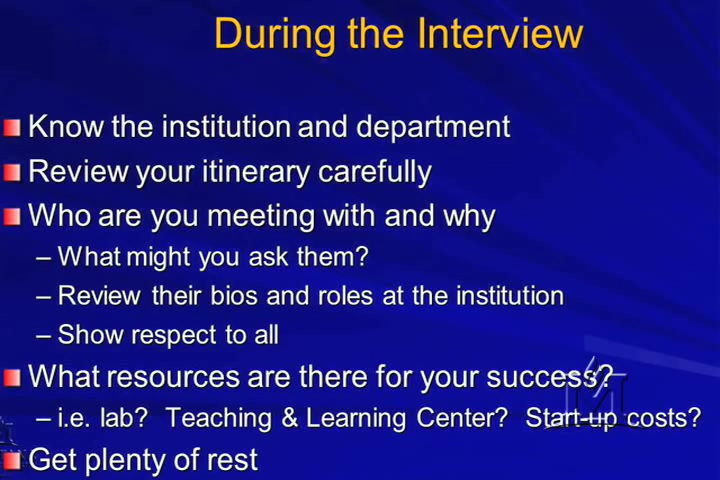 During the Interview
Know the institution and department
Review your itinerary carefully
Who are you meeting with and why
– What might you ask them?
– Review their bios and roles at the institution
– Show respect to all
What resources are there for your success?
– i.e. lab? Teaching & Learning Center? Start-up costs?
Get plenty of rest